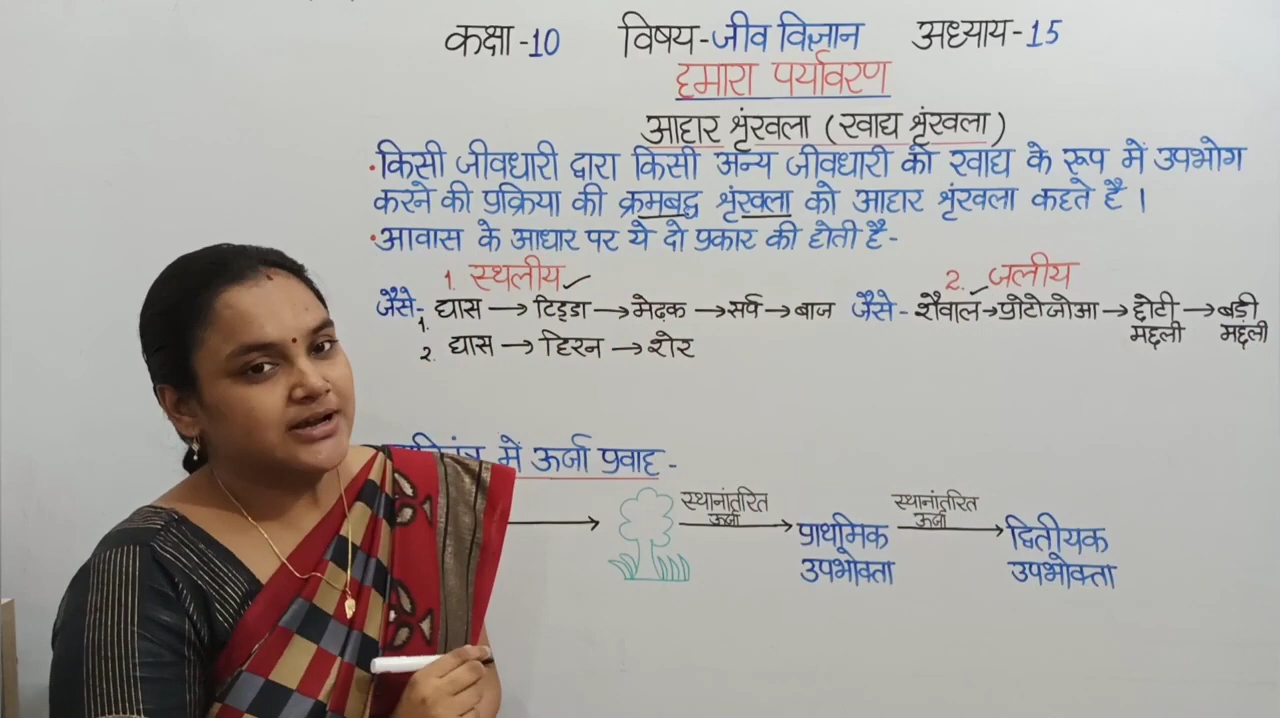 कक्षा -10 विषय-जीव विज्ञान अध्याय-15
हमारा पर्यावरण
आहार श्रृंखला (खाद्य श्रृंखला)
·किसी जीवधारी द्वारा किसी अन्य जीवधारी को खाद्य के रूप में उपभोग
करने की प्रक्रिया की क्रमबद्ध श्रृंखला को आहार श्रृंखला कहते है ।
·आवास के आधार पर ये दो प्रकार की होती है-
1. स्थलीय ✓ 2. जलीय
जैसे- 1. घास → टिड्डा → मेढ़क → सर्प → बाज जैसे - शैवाल → प्रोटोजोआ → छोटी मछली → बड़ी मछली
2. घास → हिरन → शेर
में ऊर्जा प्रवाह -
स्थानांतरित ऊर्जा स्थानांतरित ऊर्जा
प्राथमिक उपभोक्ता द्वितीयक उपभोक्ता